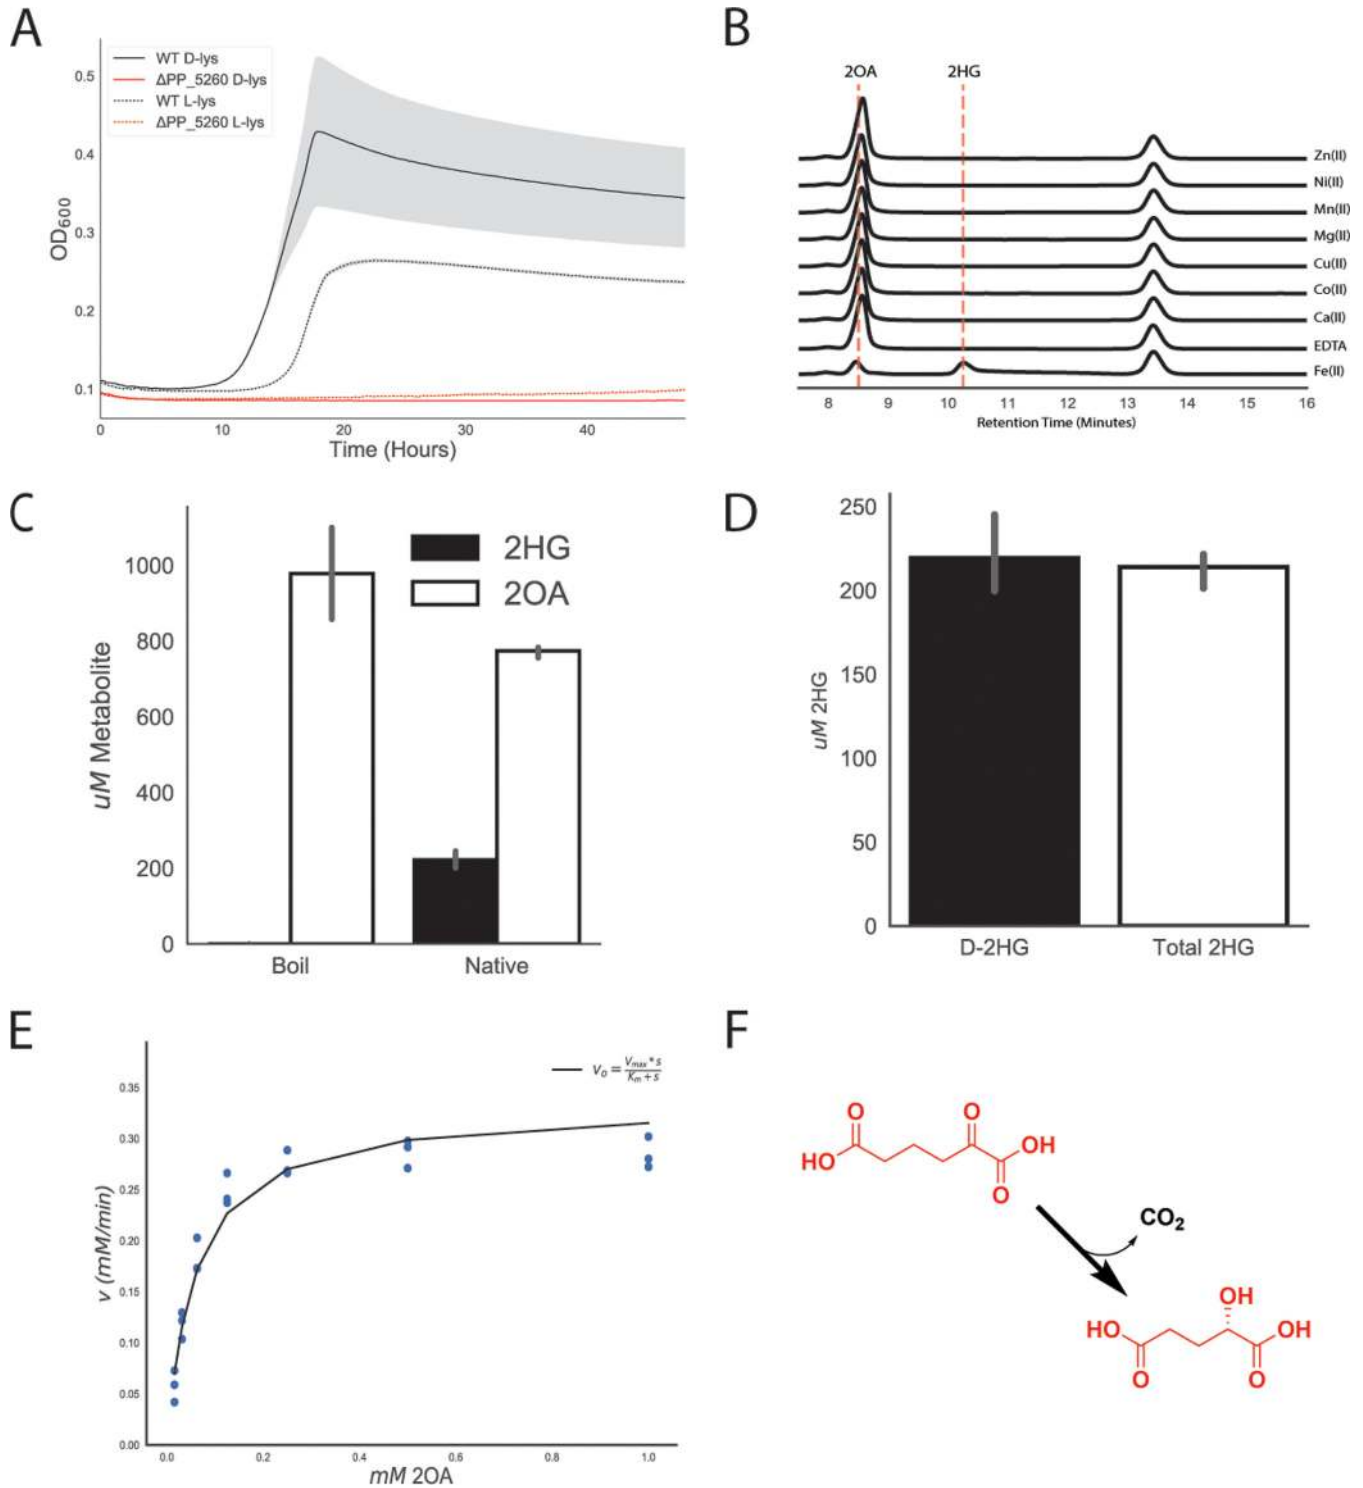 A
WT D-lys
ΔPP_5260 D-lys
WT L-lys
ΔPP_5260 L-lys
0.5
0.4
0.3
0.2
0.1
OD600
0 10 20 30 40
Time (Hours)
B
2OA 2HG
Zn(II)
Ni(II)
Mn(II)
Mg(II)
Cu(II)
Co(II)
Ca(II)
EDTA
Fe(II)
8 9 10 11 12 13 14 15 16
Retention Time (Minutes)
C
2HG
2OA
1000
800
600
400
200
0
uM Metabolite
Boil Native
D
250
200
150
100
50
0
uM 2HG
D-2HG Total 2HG
E
V0 = Vmax * s / Km + s
0.35
0.30
0.25
0.20
0.15
0.10
0.05
0.00
v (mM/min)
0.0 0.2 0.4 0.6 0.8 1.0
mM 2OA
F
O O
HO OH
O
CO2
OH
HO OH
O O